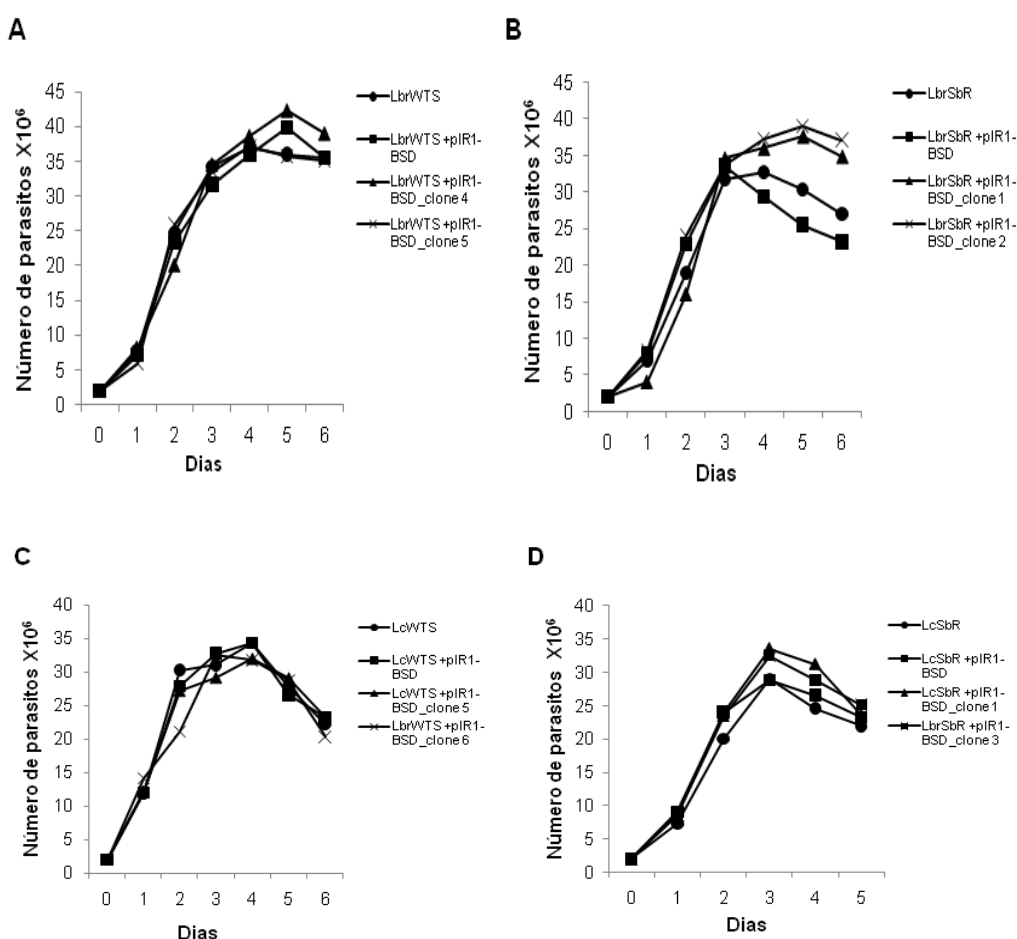 A
Número de parasitos X10⁶
45
40
35
30
25
20
15
10
5
0
0 1 2 3 4 5 6
Dias
LbrWTS
LbrWTS +pIR1-
BSD
LbrWTS +pIR1-
BSD_clone 4
LbrWTS +pIR1-
BSD_clone 5
B
Número de parasitos X10⁶
45
40
35
30
25
20
15
10
5
0
0 1 2 3 4 5 6
Dias
LbrSbR
LbrSbR +pIR1-
BSD
LbrSbR +pIR1-
BSD_clone 1
LbrSbR +pIR1-
BSD_clone 2
C
Número de parasitos X10⁶
40
35
30
25
20
15
10
5
0
0 1 2 3 4 5 6
Dias
LcWTS
LcWTS +pIR1-
BSD
LcWTS +pIR1-
BSD_clone 5
LbrWTS +pIR1-
BSD_clone 6
D
Número de parasitos X10⁶
40
35
30
25
20
15
10
5
0
0 1 2 3 4 5
Dias
LcSbR
LcSbR +pIR1-
BSD
LcSbR +pIR1-
BSD_clone 1
LbrSbR +pIR1-
BSD_clone 3